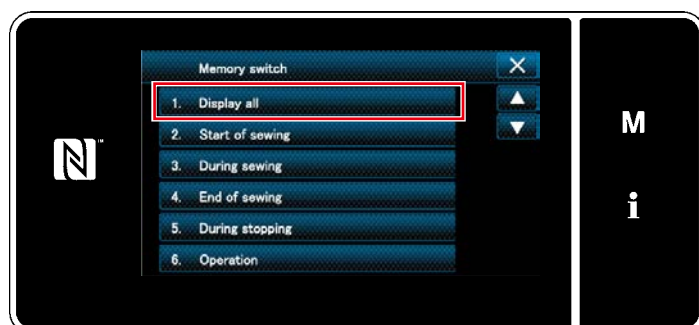 Memory switch
1. Display all
2. Start of sewing
3. During sewing
4. End of sewing
5. During stopping
6. Operation
N™
M
i